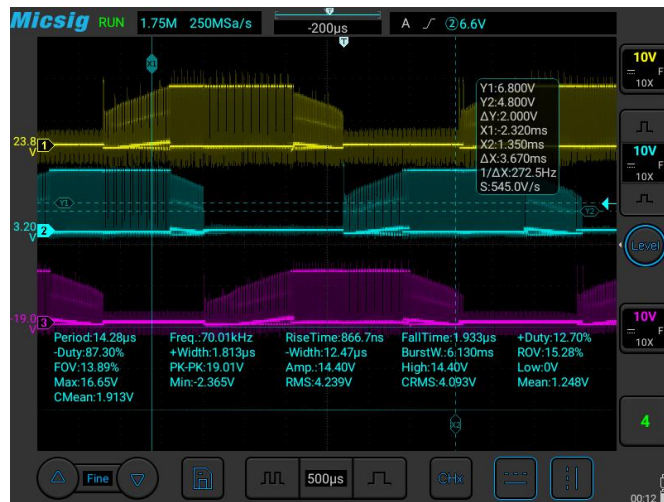 Micsig RUN 1.75M 250MSa/s -200µs A ②6.6V
T
X1
10V
F
10X
Y1:6.800V
Y2:4.800V
ΔY:2.000V
X1:-2.320ms
X2:1.350ms
ΔX:3.670ms
1/ΔX:272.5Hz
S:545.0V/s
23.8
V
1
10V
F
10X
Y1
Y2
3.20
V
2
Level
-19.0
V
3
10V
F
10X
Period:14.28µs Freq.:70.01kHz RiseTime:866.7ns FallTime:1.933µs +Duty:12.70%
-Duty:87.30% +Width:1.813µs -Width:12.47µs BurstW.:6.130ms ROV:15.28%
FOV:13.89% PK-PK:19.01V Amp.:14.40V High:14.40V Low:0V
Max:16.65V Min:-2.365V RMS:4.239V CRMS:4.093V Mean:1.248V
CMean:1.913V
X2
4
Fine
500µs
CHx
00:12